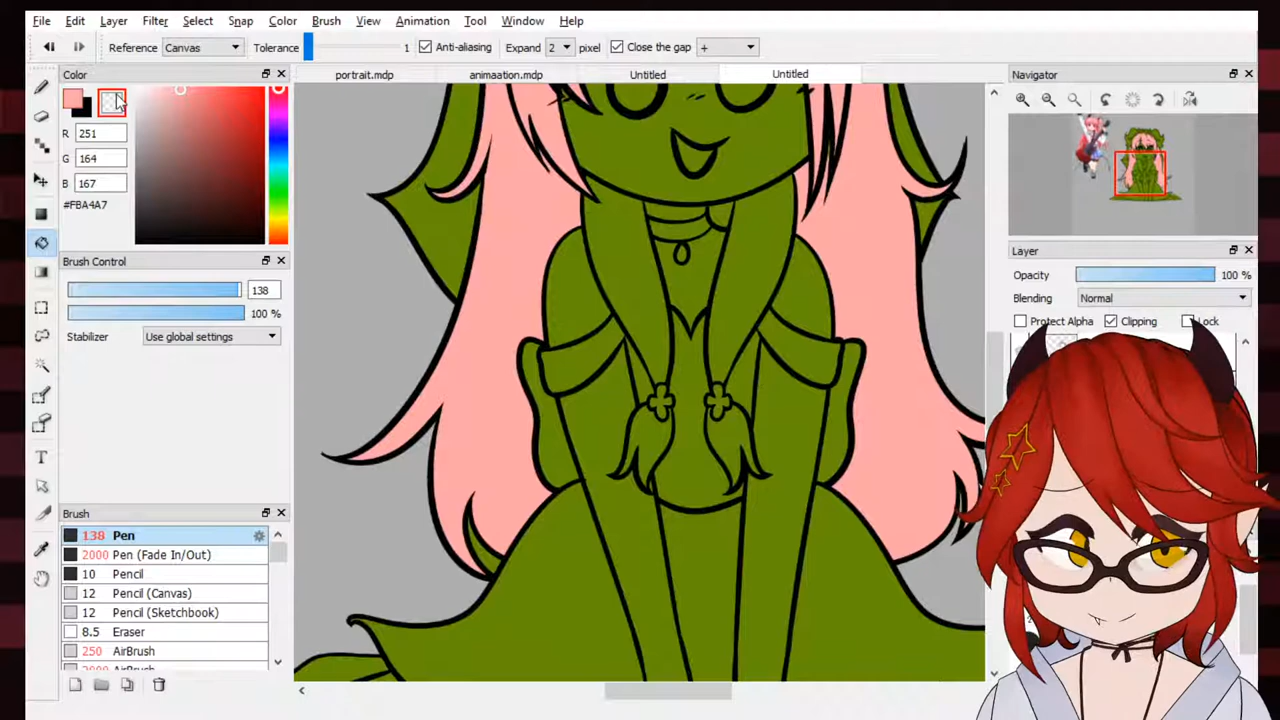 File Edit Layer Filter Select Snap Color Brush View Animation Tool Window Help
Reference Canvas Tolerance 1 Anti-aliasing Expand 2 pixel Close the gap +
Color
portrait.mdp animaation.mdp Untitled Untitled
Navigator
R 251
G 164
B 167
#FBA4A7
Brush Control
138
100 %
Stabilizer Use global settings
Layer
Opacity 100 %
Blending Normal
Protect Alpha Clipping Lock
Brush
138 Pen
2000 Pen (Fade In/Out)
10 Pencil
12 Pencil (Canvas)
12 Pencil (Sketchbook)
8.5 Eraser
250 AirBrush